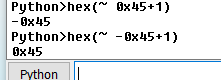 Python>hex(~ 0x45+1)
-0x45
Python>hex(~ -0x45+1)
0x45
Python